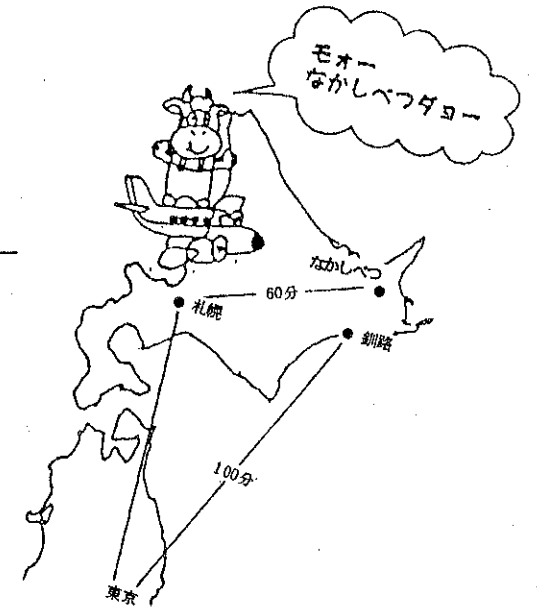 モォー
なかしべつダヨー
なかしべつ
60分
札幌
釧路
100分
東京